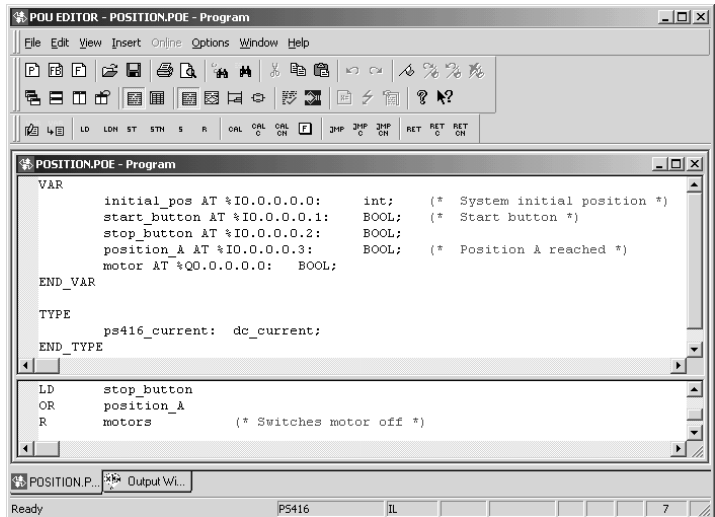 POU EDITOR - POSITION.POE - Program
File Edit View Insert Online Options Window Help
P FB F
LD LDN ST STN S R CAL CAL C CAL CN F JMP JMP C JMP CN RET RET C RET CN
POSITION.POE - Program
VAR
initial_pos AT %I0.0.0.0.0: int; (* System initial position *)
start_button AT %I0.0.0.0.1: BOOL; (* Start button *)
stop_button AT %I0.0.0.0.2: BOOL;
position_A AT %I0.0.0.0.3: BOOL; (* Position A reached *)
motor AT %Q0.0.0.0.0: BOOL;
END_VAR
TYPE
ps416_current: dc_current;
END_TYPE
LD stop_button
OR position_A
R motors (* Switches motor off *)
POSITION.P... Output Wi...
Ready PS416 IL 7